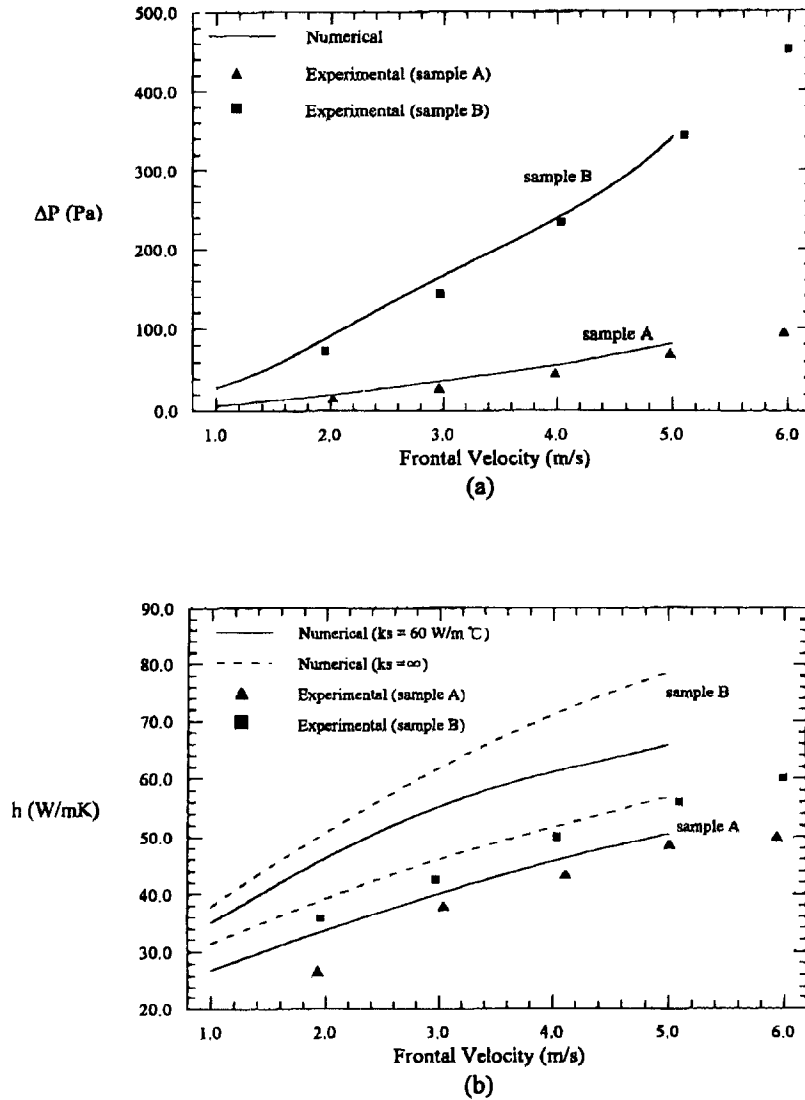 500.0
Numerical
Experimental (sample A)
400.0
Experimental (sample B)
300.0
sample B
ΔP (Pa)
200.0
100.0
sample A
0.0
1.0 2.0 3.0 4.0 5.0 6.0
Frontal Velocity (m/s)
(a)
90.0
Numerical (ks = 60 W/m ℃)
80.0
Numerical (ks = ∞)
sample B
Experimental (sample A)
70.0
Experimental (sample B)
60.0
h (W/mK)
50.0
sample A
40.0
30.0
20.0
1.0 2.0 3.0 4.0 5.0 6.0
Frontal Velocity (m/s)
(b)